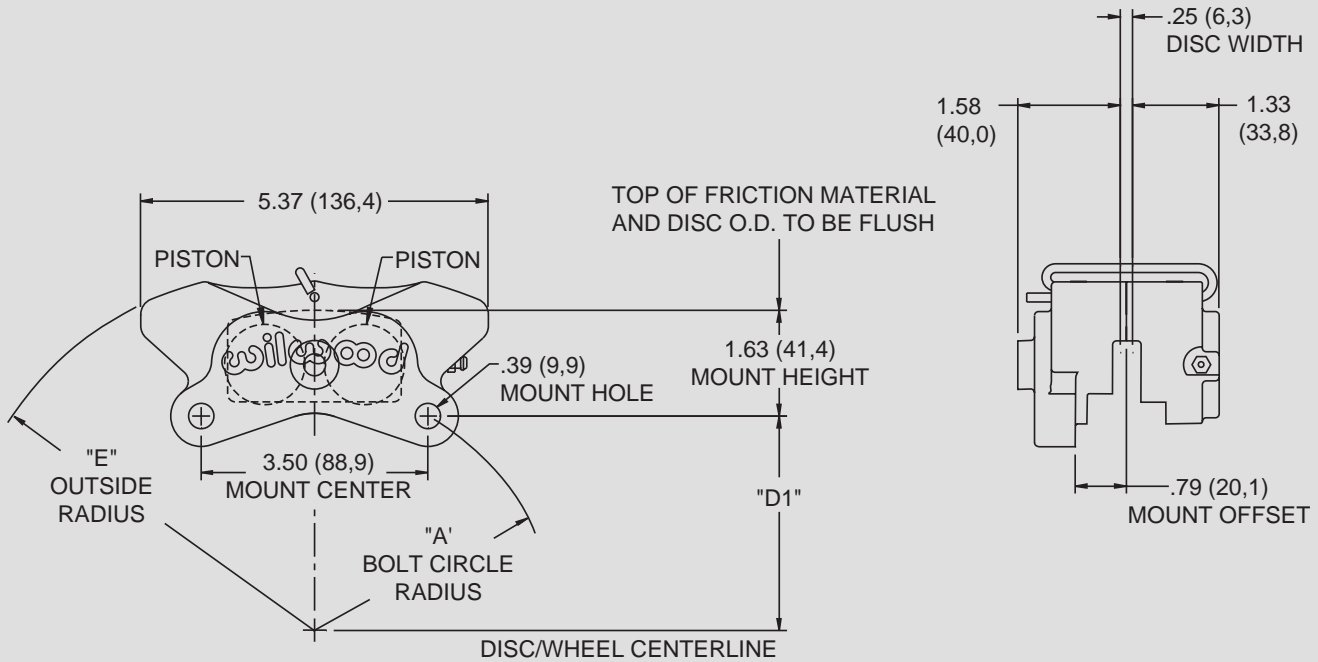 .25 (6,3)
DISC WIDTH
1.58
(40,0)
1.33
(33,8)
5.37 (136,4)
TOP OF FRICTION MATERIAL
AND DISC O.D. TO BE FLUSH
PISTON
PISTON
wilwood
1.63 (41,4)
MOUNT HEIGHT
.39 (9,9)
MOUNT HOLE
"E"
OUTSIDE
RADIUS
3.50 (88,9)
MOUNT CENTER
"D1"
.79 (20,1)
MOUNT OFFSET
"A'
BOLT CIRCLE
RADIUS
DISC/WHEEL CENTERLINE